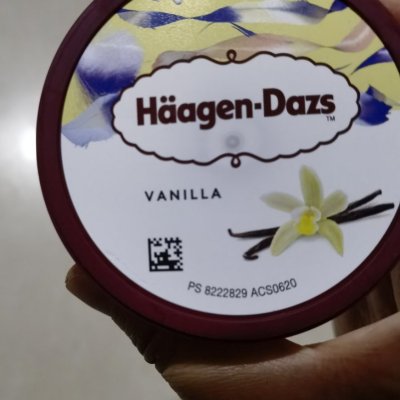 Häagen-Dazs
TM
VANILLA
PS 8222829 ACS0620